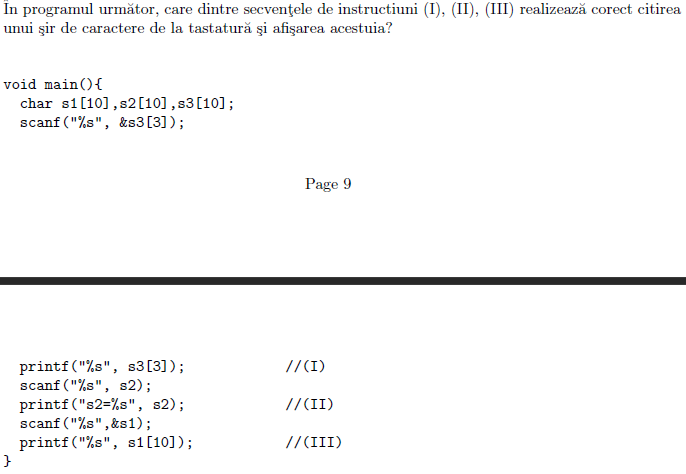 În programul următor, care dintre secvenţele de instructiuni (I), (II), (III) realizează corect citirea
unui şir de caractere de la tastatură şi afişarea acestuia?
void main(){
char s1[10],s2[10],s3[10];
scanf("%s", &s3[3]);
Page 9
printf("%s", s3[3]); //(I)
scanf("%s", s2);
printf("s2=%s", s2); //(II)
scanf("%s",&s1);
printf("%s", s1[10]); //(III)
}